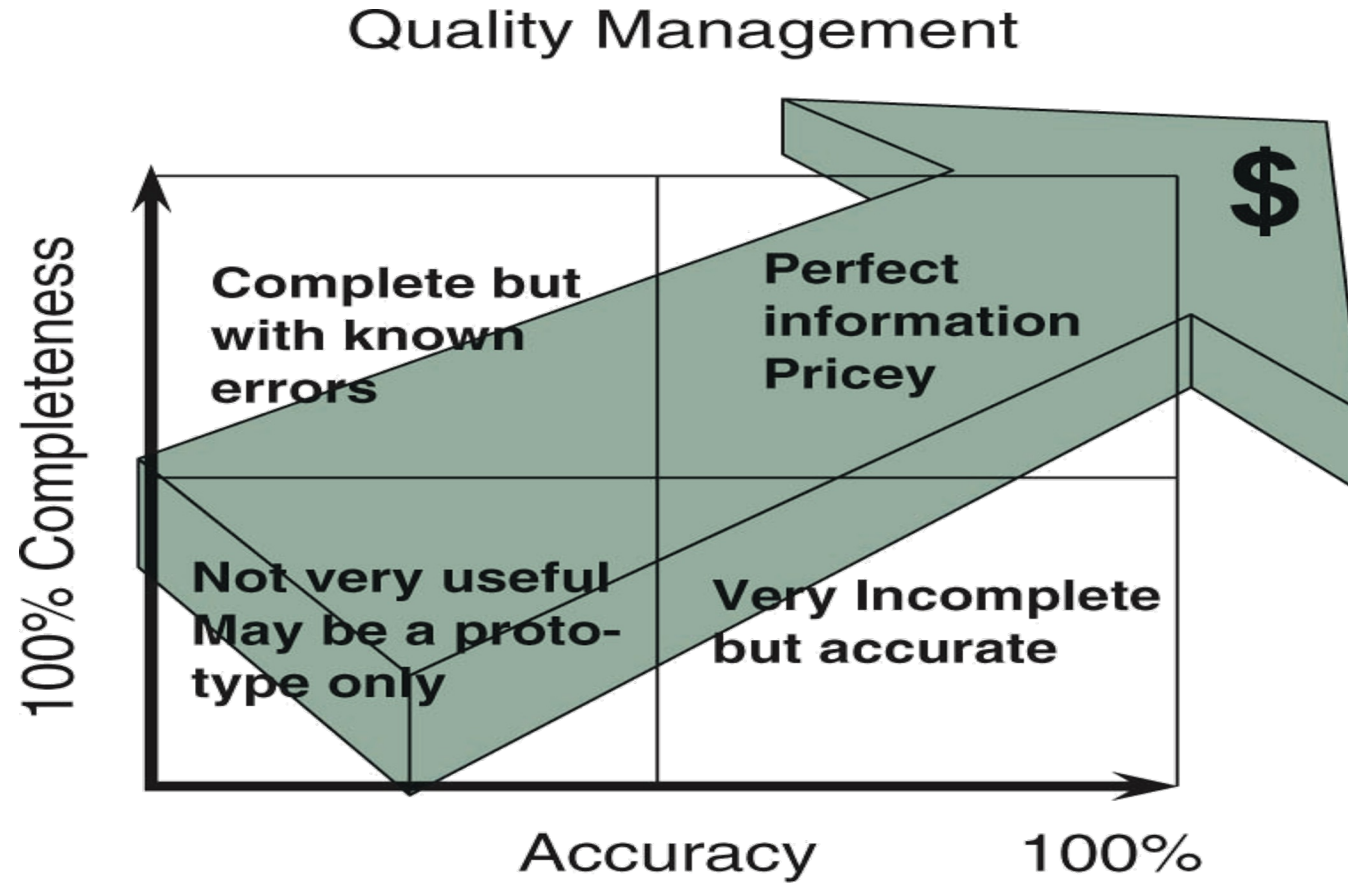 Quality Management
$
Complete but
with known
errors
Perfect
information
Pricey
100% Completeness
Not very useful
May be a proto-
type only
Very Incomplete
but accurate
Accuracy
100%